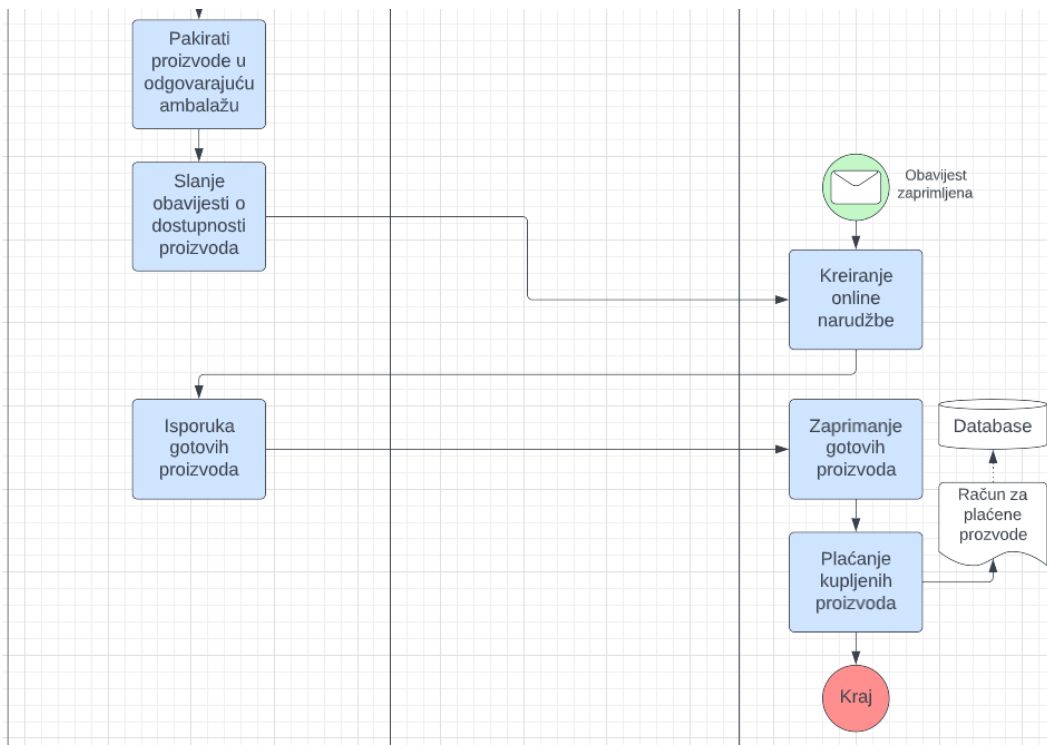 Pakirati
proizvode u
odgovarajuću
ambalažu
Slanje
obavijesti o
dostupnosti
proizvoda
Obavijest
zaprimljena
Kreiranje
online
narudžbe
Isporuka
gotovih
proizvoda
Zaprimanje
gotovih
proizvoda
Database
Račun za
plaćene
prozvode
Plaćanje
kupljenih
proizvoda
Kraj